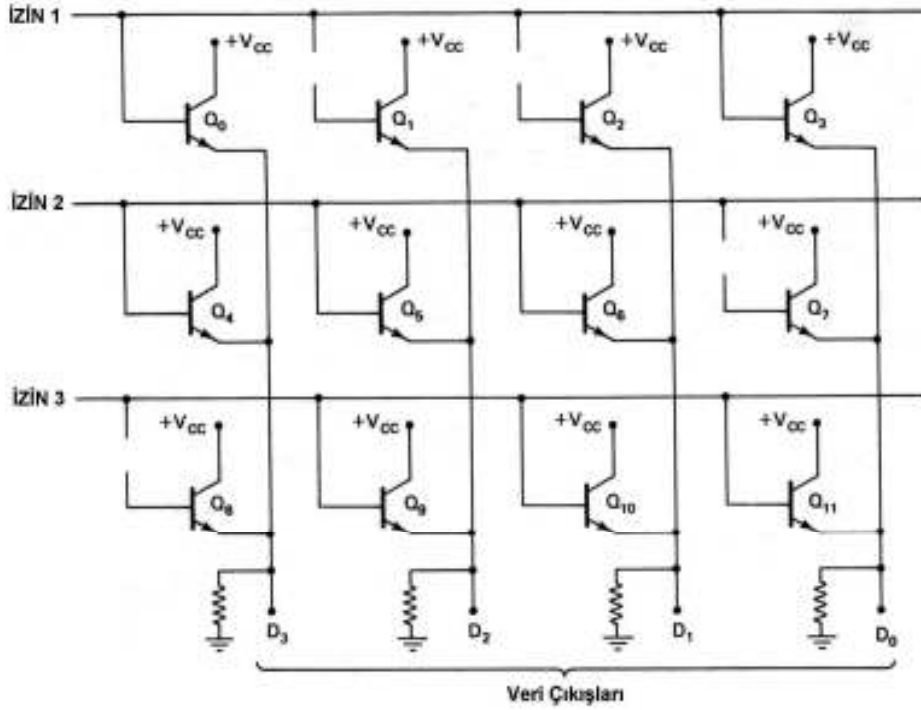 İZİN 1
+VCC +VCC +VCC +VCC
Q0 Q1 Q2 Q3
İZİN 2
+VCC +VCC +VCC +VCC
Q4 Q5 Q6 Q7
İZİN 3
+VCC +VCC +VCC +VCC
Q8 Q9 Q10 Q11
D3 D2 D1 D0
Veri Çıkışları